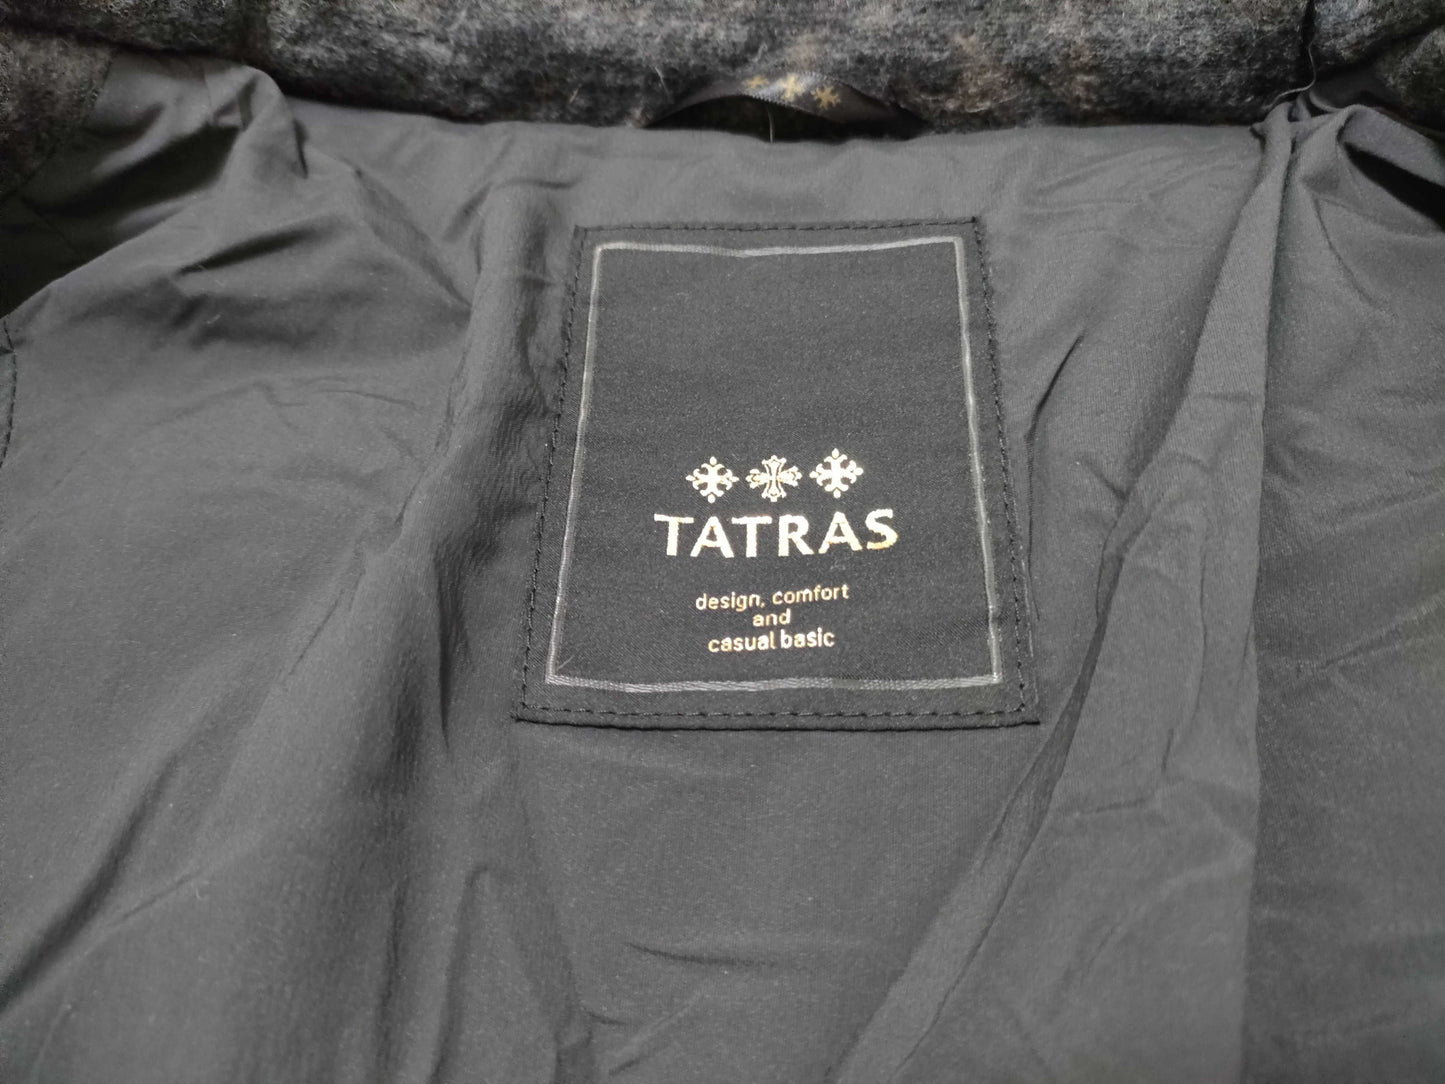 TATRAS
design, comfort
and
casual basic